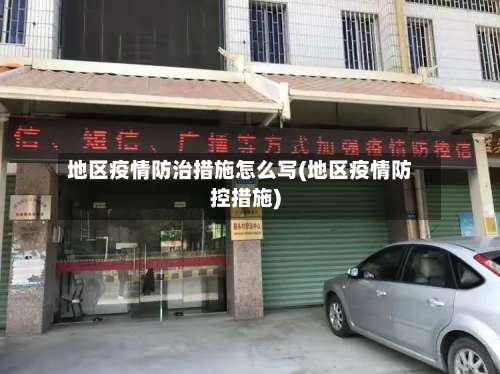 信、短信、广播等方式加强疫情防控信
地区疫情防治措施怎么写(地区疫情防
控措施)